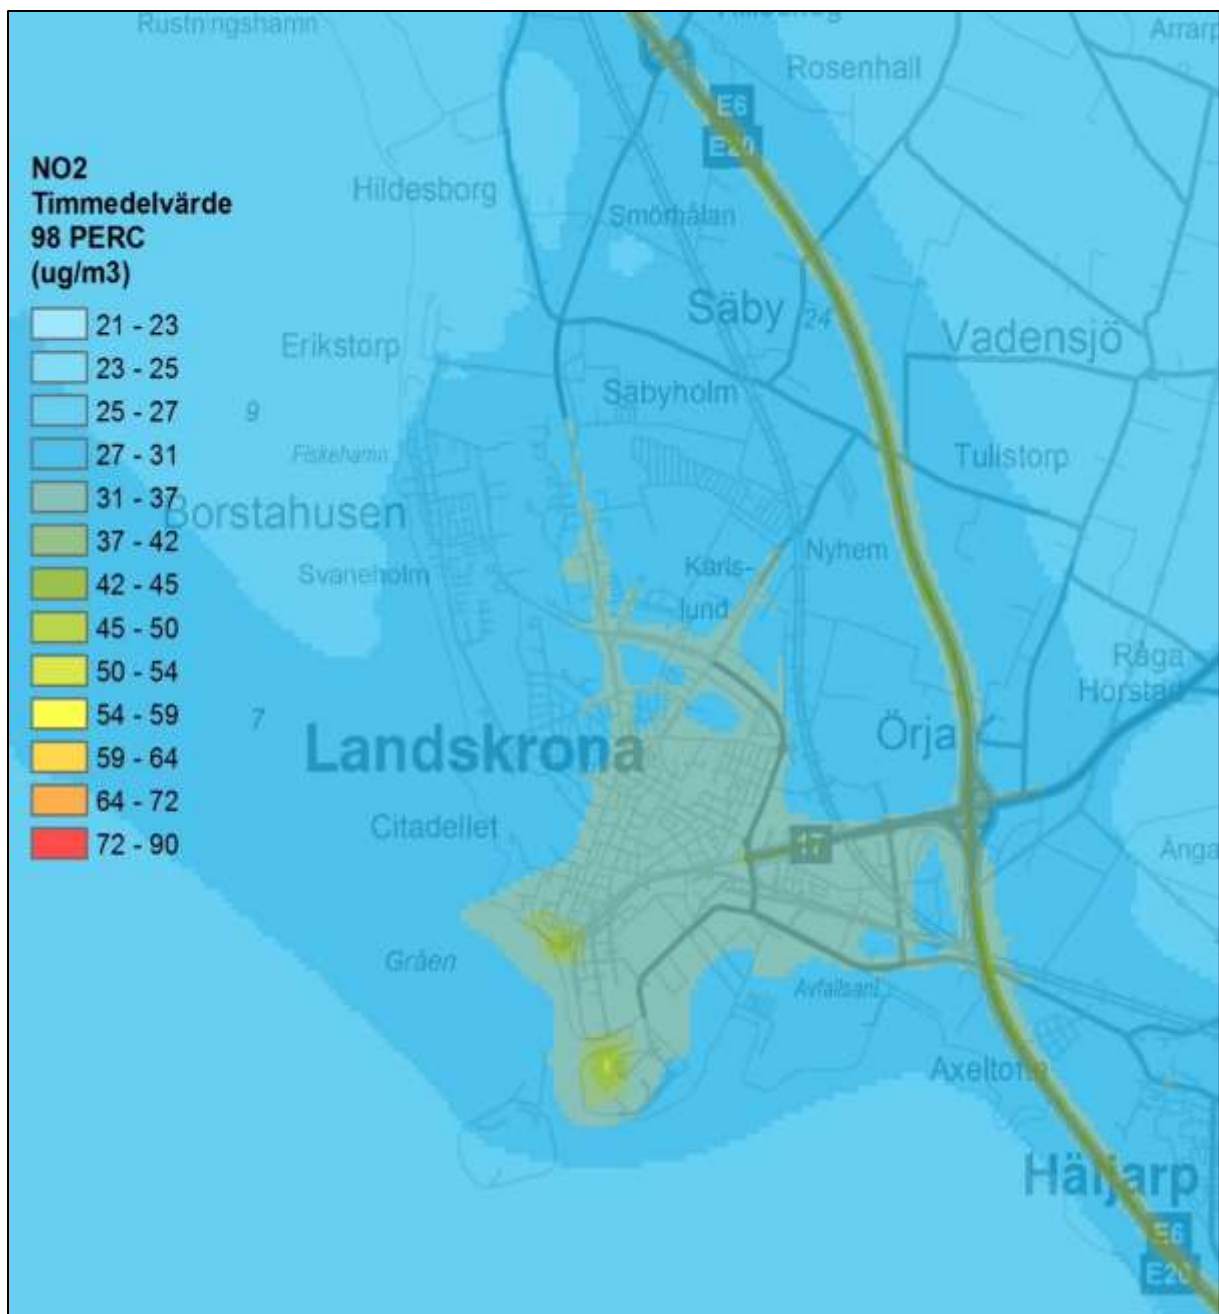 Rustningshamn
Arrarp
Rosenhall
E6
E20
NO2
Timmedelvärde
98 PERC
(ug/m3)
Hildesborg
Smörhålan
21 - 23
23 - 25
25 - 27
27 - 31
31 - 37
37 - 42
42 - 45
45 - 50
50 - 54
54 - 59
59 - 64
64 - 72
72 - 90
Säby
24
Vadensjö
Erikstorp
Säbyholm
9
Fiskehamn
Tulistorp
Borstahusen
Nyhem
Svaneholm
Karls-
lund
Råga
Hörstad
7
Landskrona
Örja
Citadellet
17
Gråen
Avfallsanl.
Axeltofta
Häljarp
E6
E20